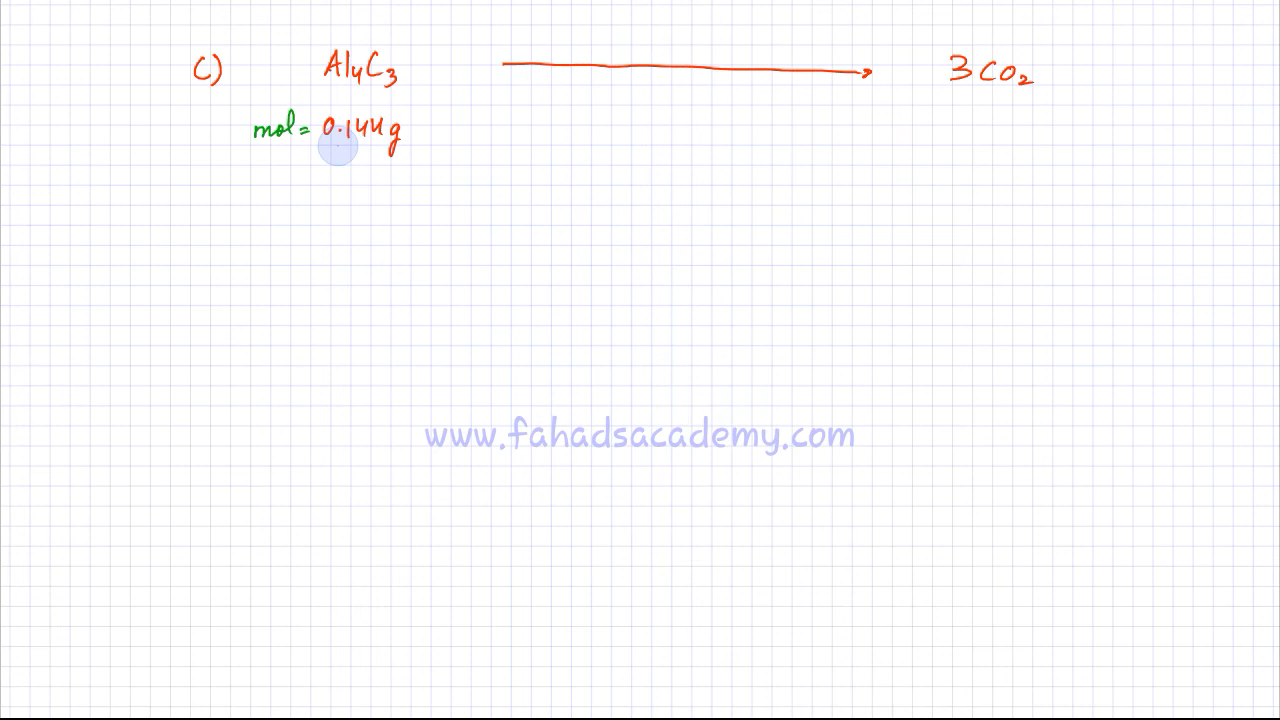 C) Al₄C₃ → 3CO₂
mol = 0.144g
www.fahadsacademy.com